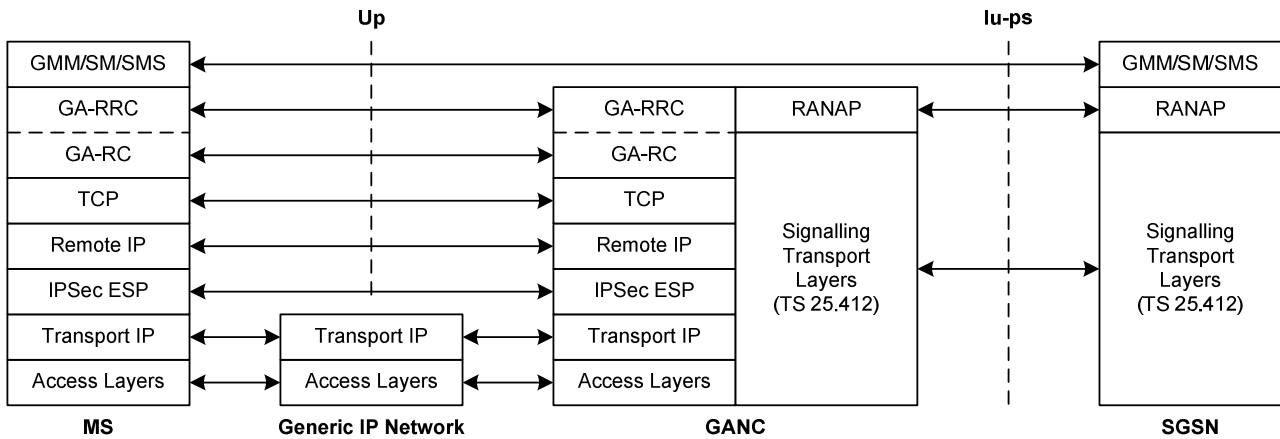 Up
Iu-ps
GMM/SM/SMS
GMM/SM/SMS
GA-RRC
GA-RRC
RANAP
RANAP
GA-RC
GA-RC
TCP
TCP
Remote IP
Remote IP
Signalling
Transport
Layers
(TS 25.412)
Signalling
Transport
Layers
(TS 25.412)
IPSec ESP
IPSec ESP
Transport IP
Transport IP
Transport IP
Access Layers
Access Layers
Access Layers
MS
Generic IP Network
GANC
SGSN